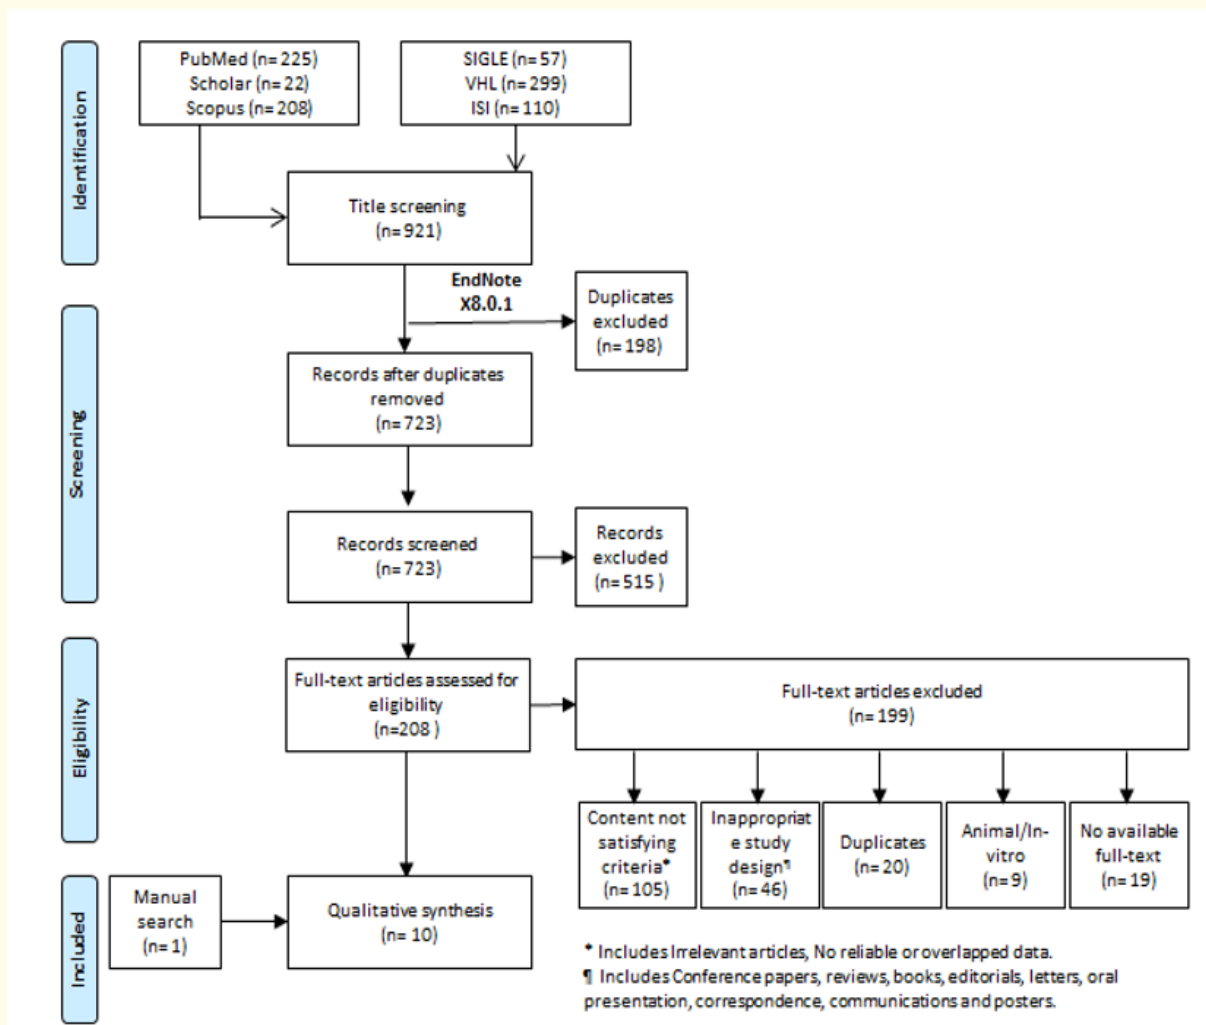 Identification
PubMed (n=225)
Scholar (n=22)
Scopus (n=208)
SIGLE (n=57)
VHL (n=299)
ISI (n=110)
Title screening
(n=921)
EndNote
X8.0.1
Duplicates
excluded
(n=198)
Screening
Records after duplicates
removed
(n=723)
Records screened
(n=723)
Records
excluded
(n=515 )
Eligibility
Full-text articles assessed for
eligibility
(n=208 )
Full-text articles excluded
(n=199)
Content not
satisfying
criteria*
(n=105)
Inappropriat
e study
design¶
(n=46)
Duplicates
(n=20)
Animal/In-
vitro
(n=9)
No available
full-text
(n=19)
Included
Manual
search
(n=1)
Qualitative synthesis
(n=10)
* Includes Irrelevant articles, No reliable or overlapped data.
¶ Includes Conference papers, reviews, books, editorials, letters, oral
presentation, correspondence, communications and posters.